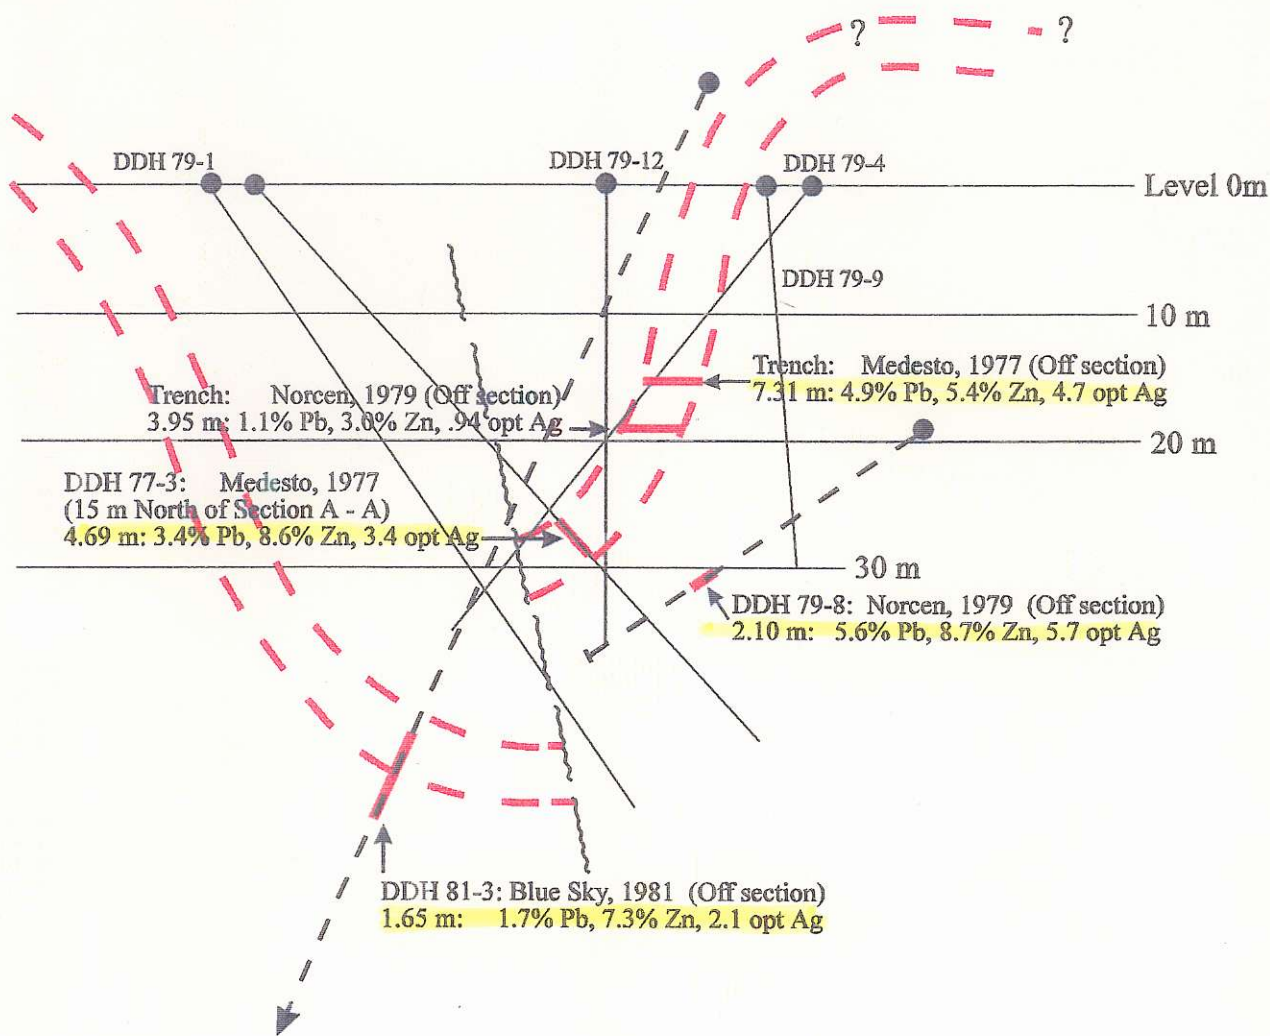 ?
?
DDH 79-1
DDH 79-12
DDH 79-4
Level 0m
DDH 79-9
10 m
Trench: Medesto, 1977 (Off section)
7.31 m: 4.9% Pb, 5.4% Zn, 4.7 opt Ag
Trench: Norcen, 1979 (Off section)
3.95 m: 1.1% Pb, 3.0% Zn, .94 opt Ag
20 m
DDH 77-3: Medesto, 1977
(15 m North of Section A - A)
4.69 m: 3.4% Pb, 8.6% Zn, 3.4 opt Ag
30 m
DDH 79-8: Norcen, 1979 (Off section)
2.10 m: 5.6% Pb, 8.7% Zn, 5.7 opt Ag
DDH 81-3: Blue Sky, 1981 (Off section)
1.65 m: 1.7% Pb, 7.3% Zn, 2.1 opt Ag